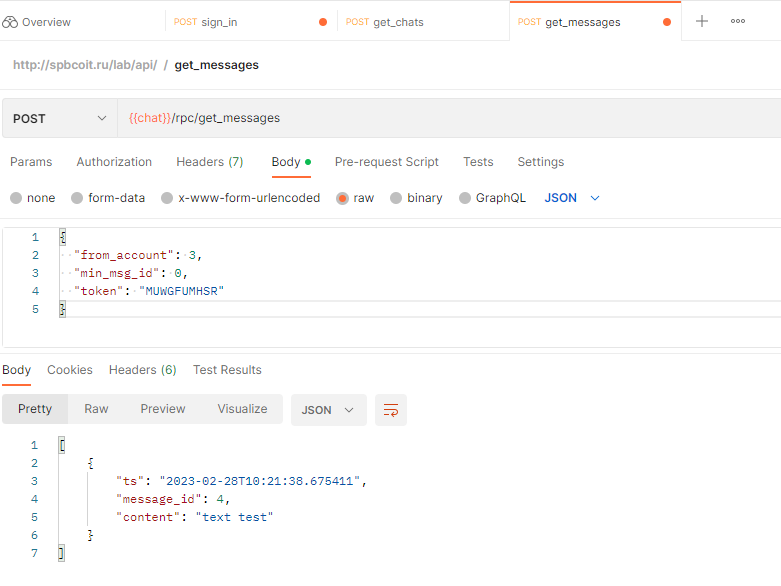 Overview POST sign_in POST get_chats POST get_messages
http://spbcoit.ru/lab/api/ / get_messages
POST {{chat}}/rpc/get_messages
Params Authorization Headers (7) Body Pre-request Script Tests Settings
none form-data x-www-form-urlencoded raw binary GraphQL JSON
1 {
2 "from_account": 3,
3 "min_msg_id": 0,
4 "token": "MUWGFUMHSR"
5 }
Body Cookies Headers (6) Test Results
Pretty Raw Preview Visualize JSON
1 [
2 {
3 "ts": "2023-02-28T10:21:38.675411",
4 "message_id": 4,
5 "content": "text test"
6 }
7 ]